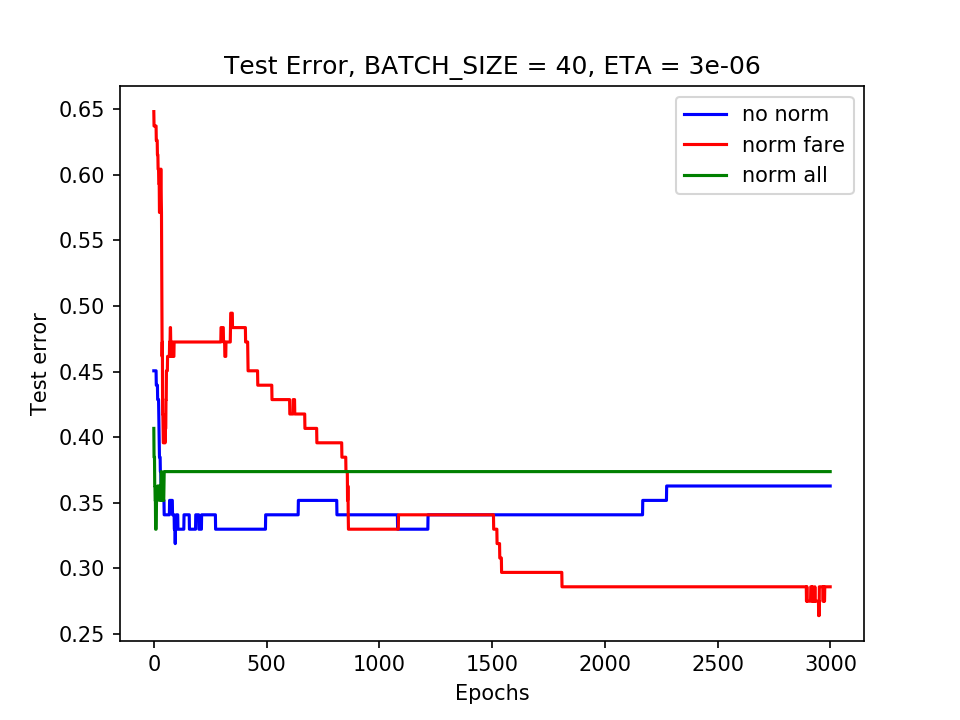 Test Error, BATCH_SIZE = 40, ETA = 3e-06
no norm
norm fare
norm all
0.65
0.60
0.55
0.50
0.45
0.40
0.35
0.30
0.25
Test error
0
500
1000
1500
2000
2500
3000
Epochs